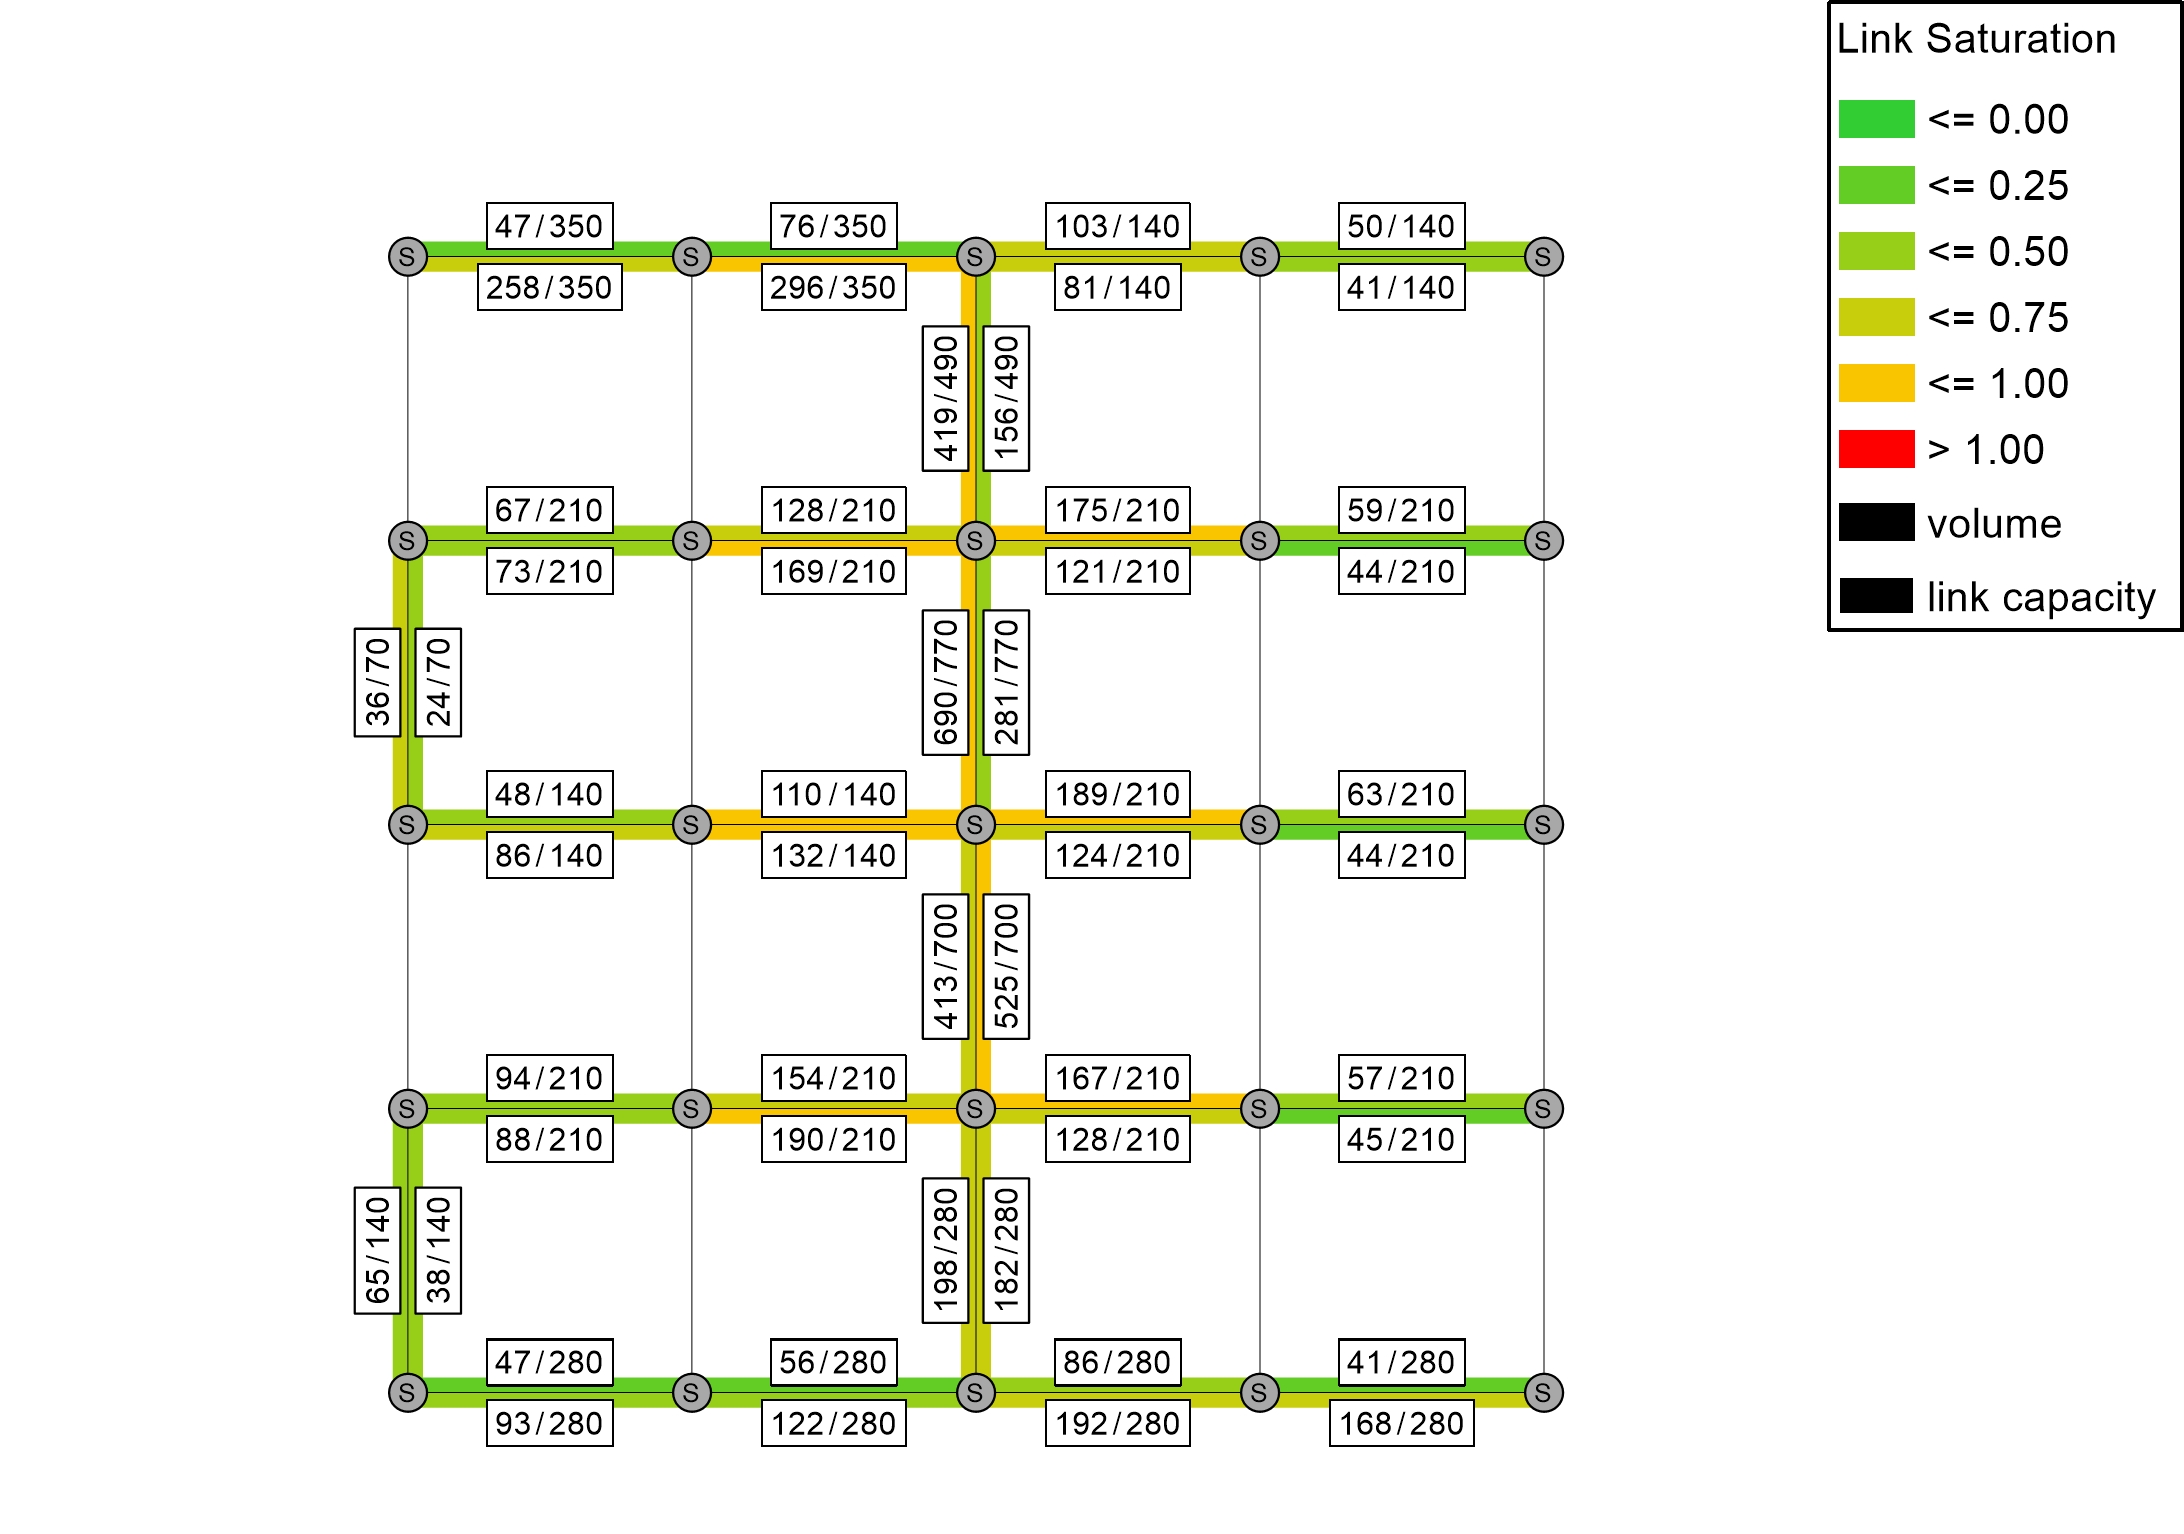 Link Saturation
<= 0.00
<= 0.25
<= 0.50
<= 0.75
<= 1.00
> 1.00
volume
link capacity
47/350
76/350
103/140
50/140
S
S
S
S
S
258/350
296/350
81/140
41/140
419/490
156/490
67/210
128/210
175/210
59/210
S
S
S
S
S
73/210
169/210
121/210
44/210
36/70
24/70
690/770
281/770
48/140
110/140
189/210
63/210
S
S
S
S
S
86/140
132/140
124/210
44/210
413/700
525/700
94/210
154/210
167/210
57/210
S
S
S
S
S
88/210
190/210
128/210
45/210
65/140
38/140
198/280
182/280
47/280
56/280
86/280
41/280
S
S
S
S
S
93/280
122/280
192/280
168/280